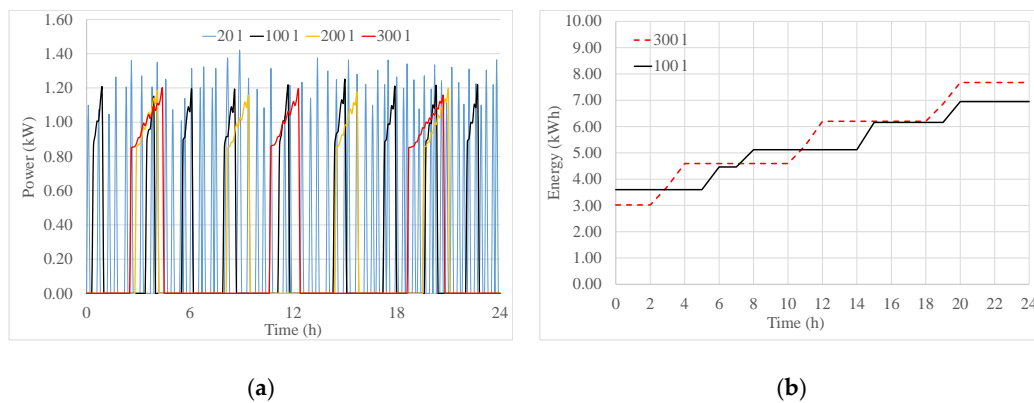 1.60
1.40
1.20
1.00
0.80
0.60
0.40
0.20
0.00
Power (kW)
20 l 100 l 200 l 300 l
0 6 12 18 24
Time (h)
(a)
10.00
9.00
8.00
7.00
6.00
5.00
4.00
3.00
2.00
1.00
0.00
Energy (kWh)
300 l
100 l
0 2 4 6 8 10 12 14 16 18 20 22 24
Time (h)
(b)